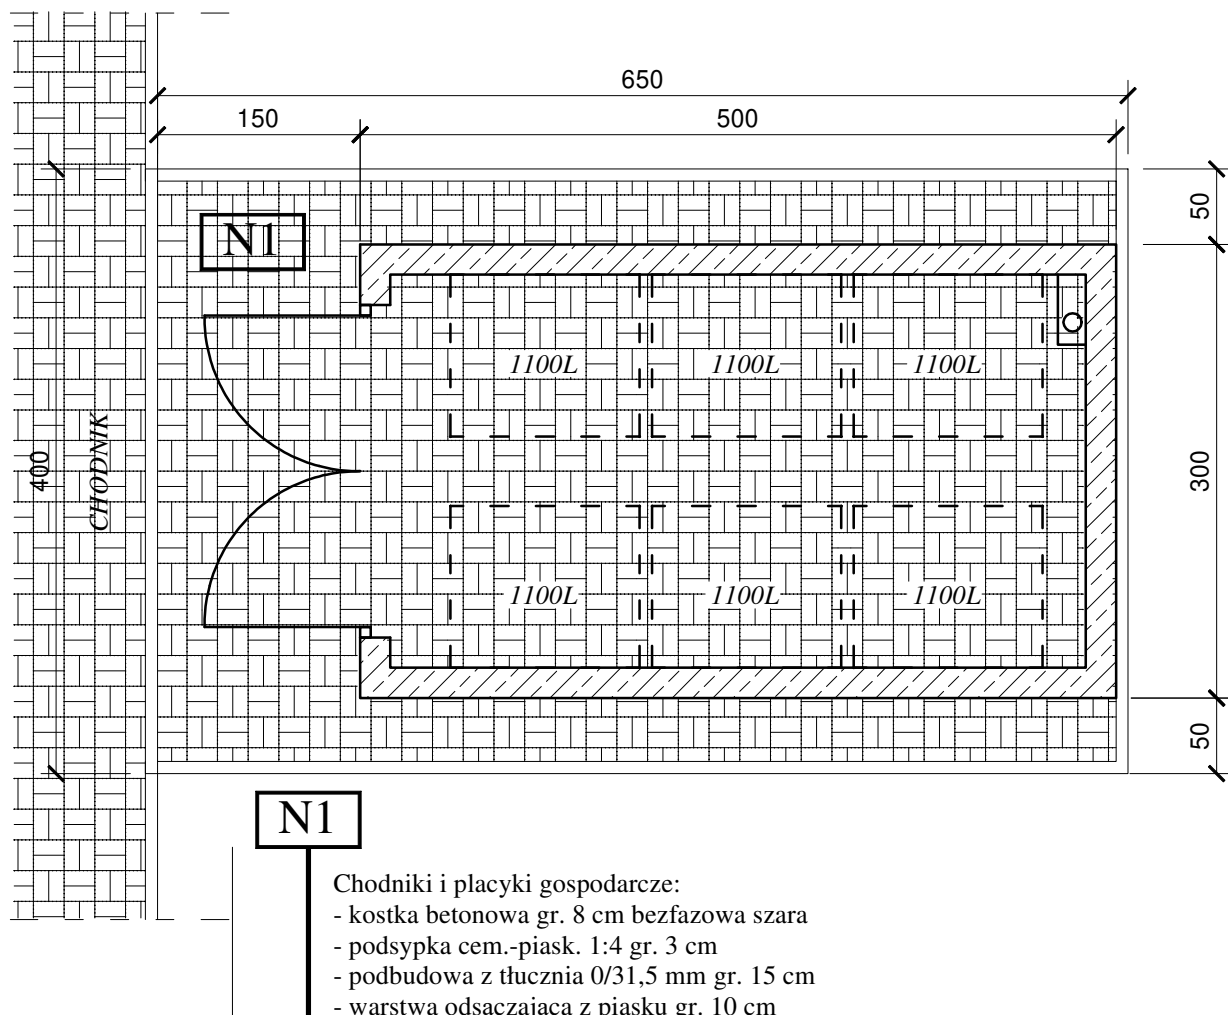 650
150
500
50
N1
1100L
1100L
1100L
400
CHODNIK
300
1100L
1100L
1100L
50
N1
Chodniki i placyki gospodarcze:
- kostka betonowa gr. 8 cm bezfazowa szara
- podsypka cem.-piask. 1:4 gr. 3 cm
- podbudowa z tłucznia 0/31,5 mm gr. 15 cm
- warstwa odsączająca z piasku gr. 10 cm